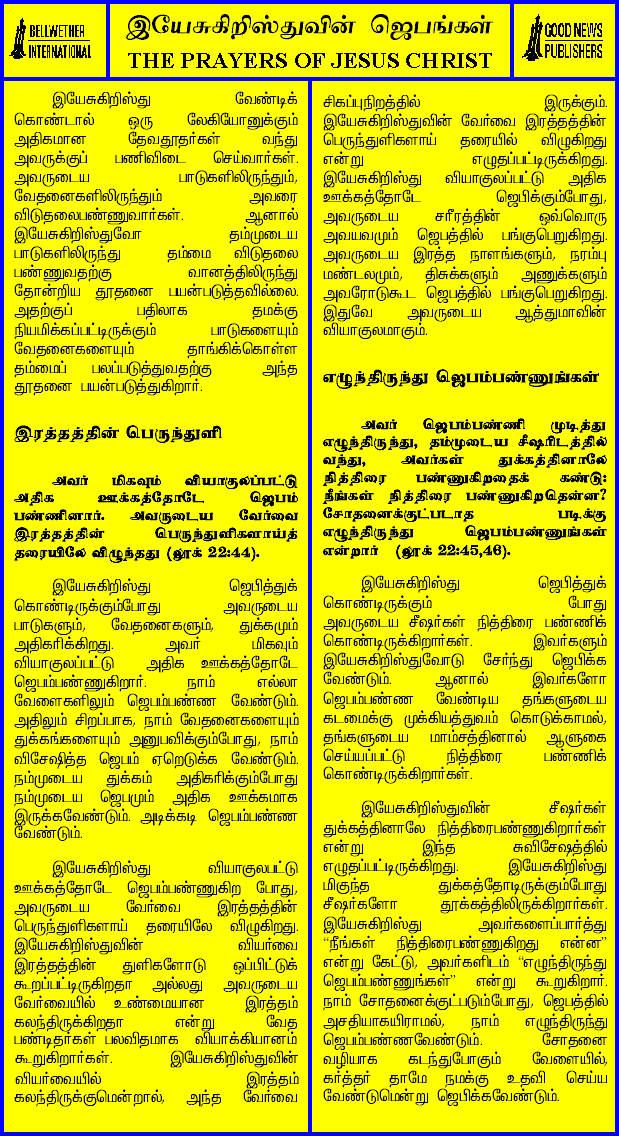 BELLWETHER
INTERNATIONAL
இயேசுகிறிஸ்துவின் ஜெபங்கள்
THE PRAYERS OF JESUS CHRIST
GOOD NEWS
PUBLISHERS
இயேசுகிறிஸ்து வேண்டிக்
கொண்டால் ஒரு லேகியோனுக்கும்
அதிகமான தேவதூதர்கள் வந்து
அவருக்குப் பணிவிடை செய்வார்கள்.
அவருடைய பாடுகளிலிருந்தும்,
வேதனைகளிலிருந்தும் அவரை
விடுதலைபண்ணுவார்கள். ஆனால்
இயேசுகிறிஸ்துவோ தம்முடைய
பாடுகளிலிருந்து தம்மை விடுதலை
பண்ணுவதற்கு வானத்திலிருந்து
தோன்றிய தூதனை பயன்படுத்தவில்லை.
அதற்குப் பதிலாக தமக்கு
நியமிக்கப்பட்டிருக்கும் பாடுகளையும்
வேதனைகளையும் தாங்கிக்கொள்ள
தம்மைப் பலப்படுத்துவதற்கு அந்த
தூதனை பயன்படுத்துகிறார்.
இரத்தத்தின் பெருந்துளி
அவர் மிகவும் வியாகுலப்பட்டு
அதிக ஊக்கத்தோடே ஜெபம்
பண்ணினார். அவருடைய வேர்வை
இரத்தத்தின் பெருந்துளிகளாய்த்
தரையிலே விழுந்தது (லூக் 22:44).
இயேசுகிறிஸ்து ஜெபித்துக்
கொண்டிருக்கும்போது அவருடைய
பாடுகளும், வேதனைகளும், துக்கமும்
அதிகரிக்கிறது. அவர் மிகவும்
வியாகுலப்பட்டு அதிக ஊக்கத்தோடே
ஜெபம்பண்ணுகிறார். நாம் எல்லா
வேளைகளிலும் ஜெபம்பண்ண வேண்டும்.
அதிலும் சிறப்பாக, நாம் வேதனைகளையும்
துக்கங்களையும் அனுபவிக்கும்போது, நாம்
விசேஷித்த ஜெபம் ஏறெடுக்க வேண்டும்.
நம்முடைய துக்கம் அதிகரிக்கும்போது
நம்முடைய ஜெபமும் அதிக ஊக்கமாக
இருக்கவேண்டும். அடிக்கடி ஜெபம்பண்ண
வேண்டும்.
இயேசுகிறிஸ்து வியாகுலபட்டு
ஊக்கத்தோடே ஜெபம்பண்ணுகிற போது,
அவருடைய வேர்வை இரத்தத்தின்
பெருந்துளிகளாய் தரையிலே விழுகிறது.
இயேசுகிறிஸ்துவின் வியர்வை
இரத்தத்தின் துளிகளோடு ஒப்பிட்டுக்
கூறப்பட்டிருகிறதா அல்லது அவருடைய
வேர்வையில் உண்மையான இரத்தம்
கலந்திருக்கிறதா என்று வேத
பண்டிதர்கள் பலவிதமாக வியாக்கியானம்
கூறுகிறார்கள். இயேசுகிறிஸ்துவின்
வியர்வையில் இரத்தம்
கலந்திருக்குமென்றால், அந்த வேர்வை
சிகப்புநிறத்தில் இருக்கும்.
இயேசுகிறிஸ்துவின் வேர்வை இரத்தத்தின்
பெருந்துளிகளாய் தரையில் விழுகிறது
என்று எழுதப்பட்டிருக்கிறது.
இயேசுகிறிஸ்து வியாகுலப்பட்டு அதிக
ஊக்கத்தோடே ஜெபிக்கும்போது,
அவருடைய சரீரத்தின் ஒவ்வொரு
அவயவமும் ஜெபத்தில் பங்குபெறுகிறது.
அவருடைய இரத்த நாளங்களும், நரம்பு
மண்டலமும், திசுக்களும் அணுக்களும்
அவரோடுகூட ஜெபத்தில் பங்குபெறுகிறது.
இதுவே அவருடைய ஆத்துமாவின்
வியாகுலமாகும்.
எழுந்திருந்து ஜெபம்பண்ணுங்கள்
அவர் ஜெபம்பண்ணி முடித்து
எழுந்திருந்து, தம்முடைய சீஷரிடத்தில்
வந்து, அவர்கள் துக்கத்தினாலே
நித்திரை பண்ணுகிறதைக் கண்டு:
நீங்கள் நித்திரை பண்ணுகிறதென்ன?
சோதனைக்குட்படாத படிக்கு
எழுந்திருந்து ஜெபம்பண்ணுங்கள்
என்றார் (லூக் 22:45,46).
இயேசுகிறிஸ்து ஜெபித்துக்
கொண்டிருக்கும் போது
அவருடைய சீஷர்கள் நித்திரை பண்ணிக்
கொண்டிருக்கிறார்கள். இவர்களும்
இயேசுகிறிஸ்துவோடு சேர்ந்து ஜெபிக்க
வேண்டும். ஆனால் இவர்களோ
ஜெபம்பண்ண வேண்டிய தங்களுடைய
கடமைக்கு முக்கியத்துவம் கொடுக்காமல்,
தங்களுடைய மாம்சத்தினால் ஆளுகை
செய்யப்பட்டு நித்திரை பண்ணிக்
கொண்டிருக்கிறார்கள்.
இயேசுகிறிஸ்துவின் சீஷர்கள்
துக்கத்தினாலே நித்திரைபண்ணுகிறார்கள்
என்று இந்த சுவிசேஷத்தில்
எழுதப்பட்டிருக்கிறது. இயேசுகிறிஸ்து
மிகுந்த துக்கத்தோடிருக்கும்போது
சீஷர்களோ தூக்கத்திலிருக்கிறார்கள்.
இயேசுகிறிஸ்து அவர்களைப்பார்த்து
“நீங்கள் நித்திரைபண்ணுகிறது என்ன”
என்று கேட்டு, அவர்களிடம் “எழுந்திருந்து
ஜெபம்பண்ணுங்கள்” என்று கூறுகிறார்.
நாம் சோதனைக்குட்படும்போது, ஜெபத்தில்
அசதியாகயிராமல், நாம் எழுந்திருந்து
ஜெபம்பண்ணவேண்டும். சோதனை
வழியாக கடந்துபோகும் வேளையில்,
கர்த்தர் தாமே நமக்கு உதவி செய்ய
வேண்டுமென்று ஜெபிக்கவேண்டும்.